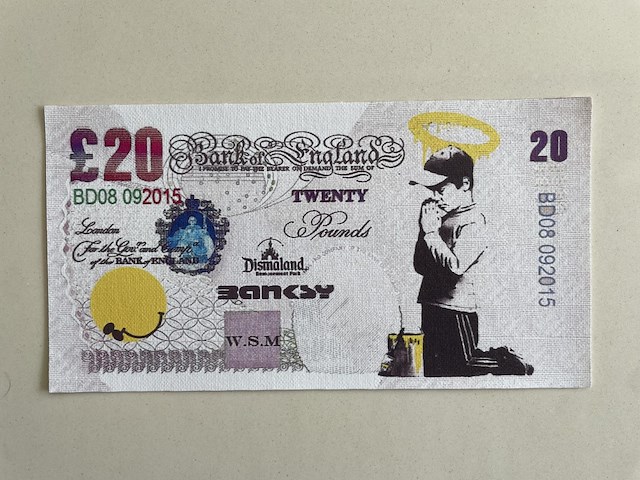 £20
Bank of England
20
I PROMISE TO PAY THE BEARER ON DEMAND THE SUM OF
BD08 092015
TWENTY
Pounds
London
For the Govr and Comp
of the BANK of ENGLAND
Dismaland
Bemusement Park
BANKSY
W.S.M
BD08 092015